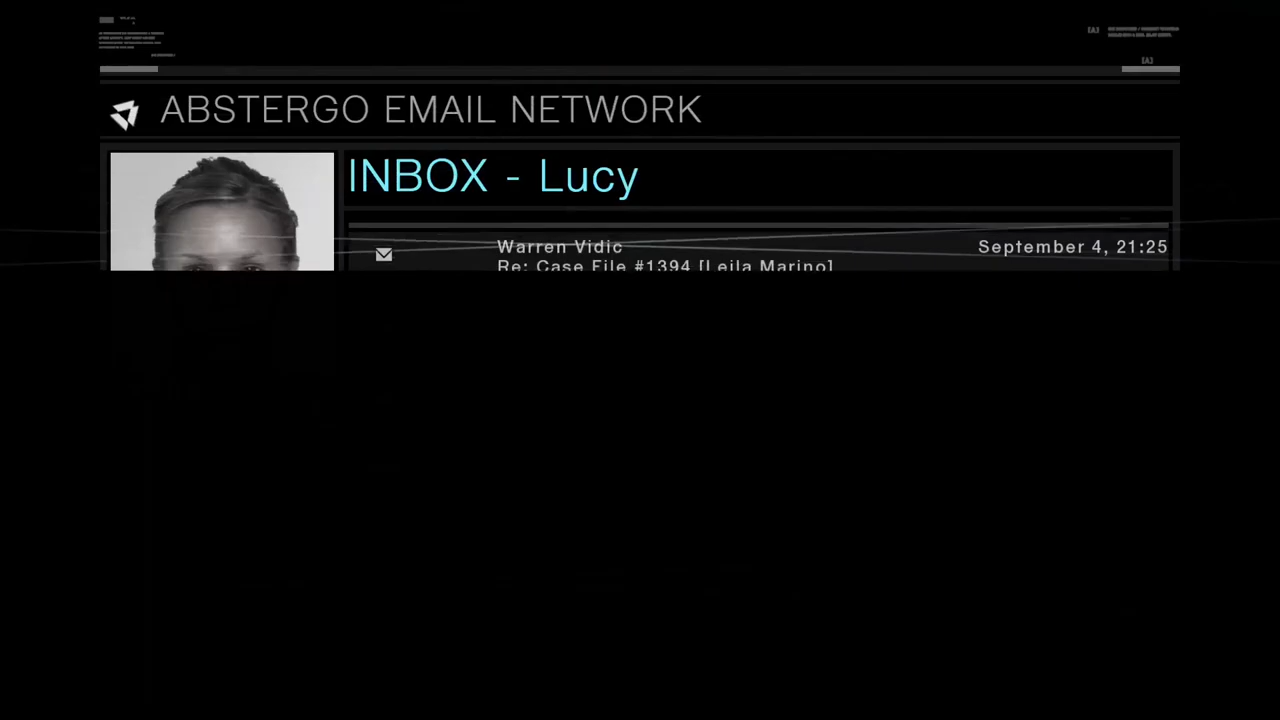 [A]
[A]
ABSTERGO EMAIL NETWORK
INBOX - Lucy
Warren Vidic
September 4, 21:25
Re: Case File #1394 [Leila Marino]